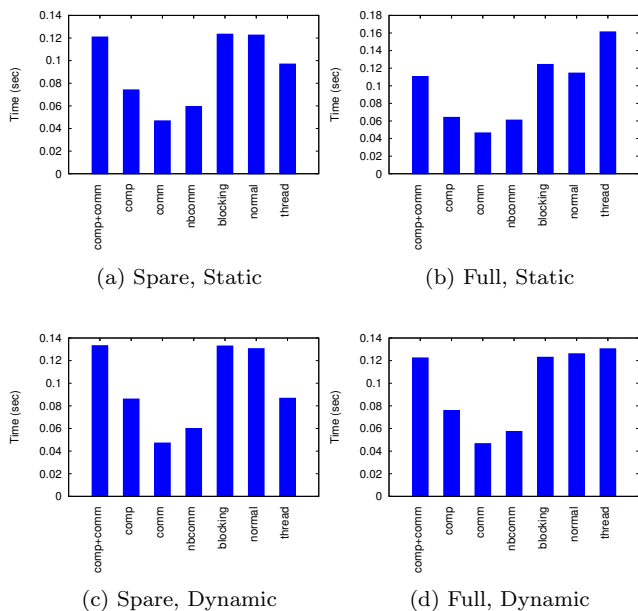 0.14
0.12
0.1
0.08
0.06
0.04
0.02
0
Time (sec)
comp+comm
comp
comm
nbcomm
blocking
normal
thread
(a) Spare, Static
0.18
0.16
0.14
0.12
0.1
0.08
0.06
0.04
0.02
0
Time (sec)
comp+comm
comp
comm
nbcomm
blocking
normal
thread
(b) Full, Static
0.14
0.12
0.1
0.08
0.06
0.04
0.02
0
Time (sec)
comp+comm
comp
comm
nbcomm
blocking
normal
thread
(c) Spare, Dynamic
0.14
0.12
0.1
0.08
0.06
0.04
0.02
0
Time (sec)
comp+comm
comp
comm
nbcomm
blocking
normal
thread
(d) Full, Dynamic